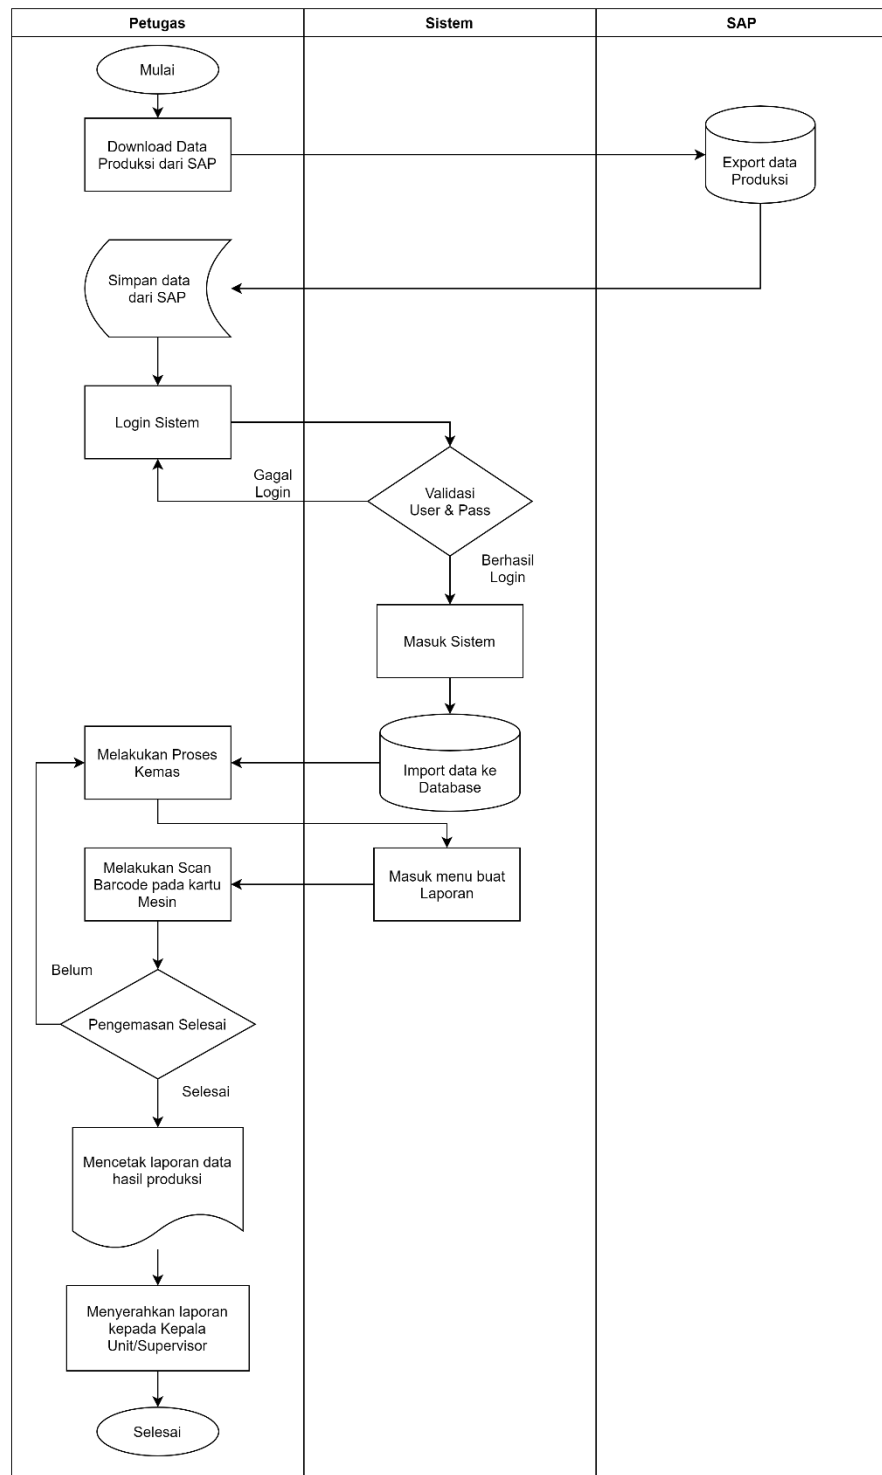 Petugas
Sistem
SAP
Mulai
Download Data
Produksi dari SAP
Export data
Produksi
Simpan data
dari SAP
Login Sistem
Gagal
Login
Validasi
User & Pass
Berhasil
Login
Masuk Sistem
Melakukan Proses
Kemas
Import data ke
Database
Melakukan Scan
Barcode pada kartu
Mesin
Masuk menu buat
Laporan
Belum
Pengemasan Selesai
Selesai
Mencetak laporan data
hasil produksi
Menyerahkan laporan
kepada Kepala
Unit/Supervisor
Selesai